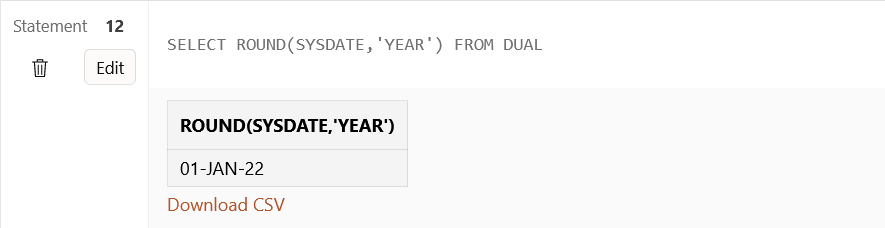 Statement 12
Edit
SELECT ROUND(SYSDATE,'YEAR') FROM DUAL
ROUND(SYSDATE,'YEAR')
01-JAN-22
Download CSV